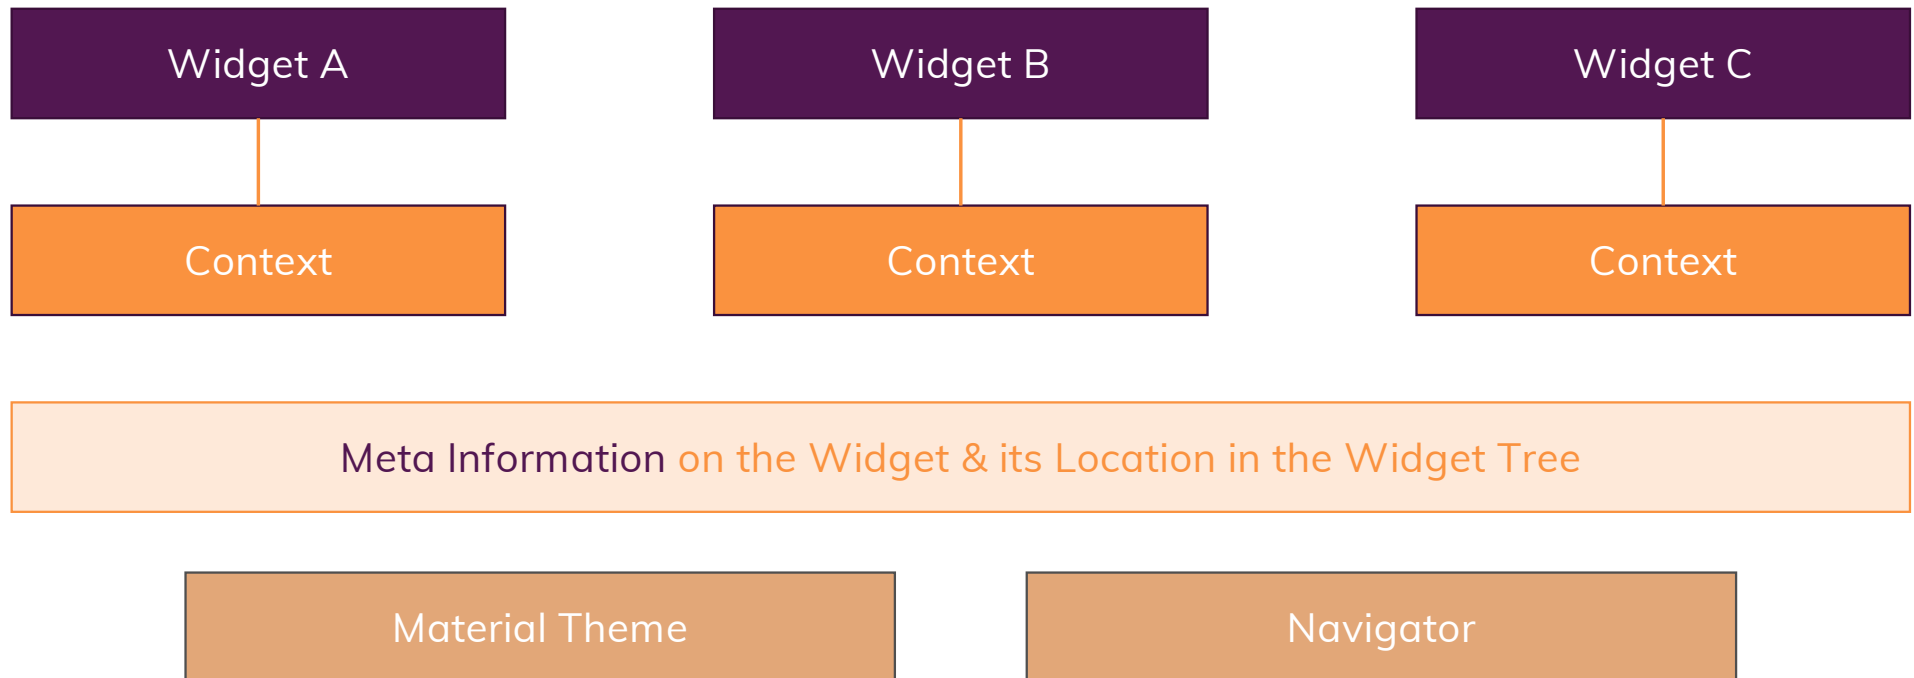 Widget A
Widget B
Widget C
Context
Context
Context
Meta Information on the Widget & its Location in the Widget Tree
Material Theme
Navigator